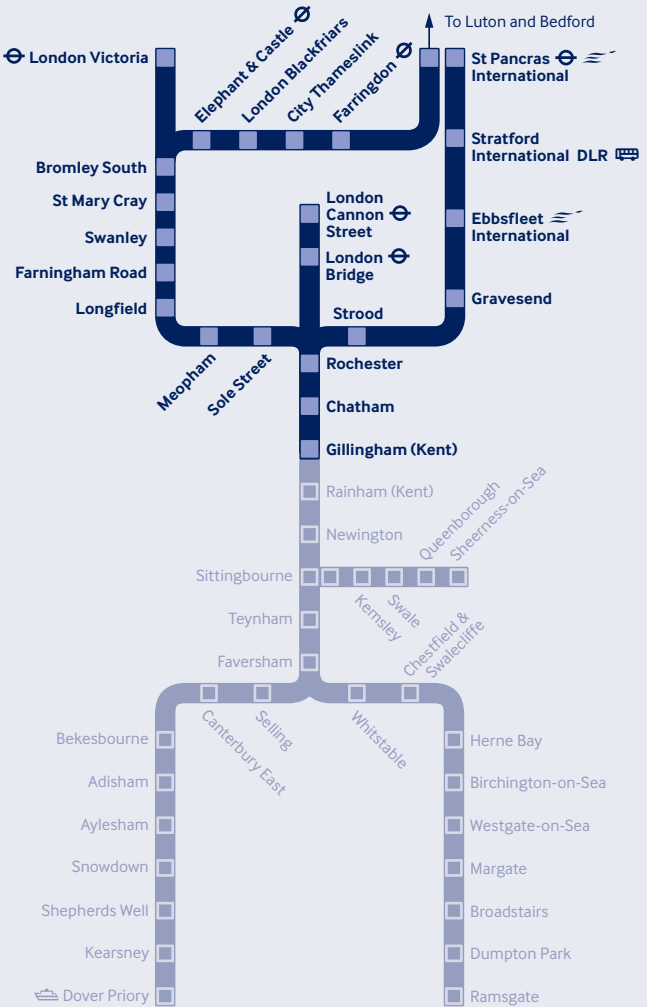 London Victoria
Elephant & Castle
London Blackfriars
City Thameslink
Farringdon
To Luton and Bedford
St Pancras
International
Stratford
International DLR
Ebbsfleet
International
Gravesend
Bromley South
St Mary Cray
Swanley
Farningham Road
Longfield
London
Cannon
Street
London
Bridge
Strood
Meopham
Sole Street
Rochester
Chatham
Gillingham (Kent)
Rainham (Kent)
Newington
Sittingbourne
Kemsley
Swale
Queenborough
Sheerness-on-Sea
Teynham
Faversham
Canterbury East
Selling
Whitstable
Chestfield &
Swalecliffe
Bekesbourne
Adisham
Aylesham
Snowdown
Shepherds Well
Kearsney
Dover Priory
Herne Bay
Birchington-on-Sea
Westgate-on-Sea
Margate
Broadstairs
Dumpton Park
Ramsgate